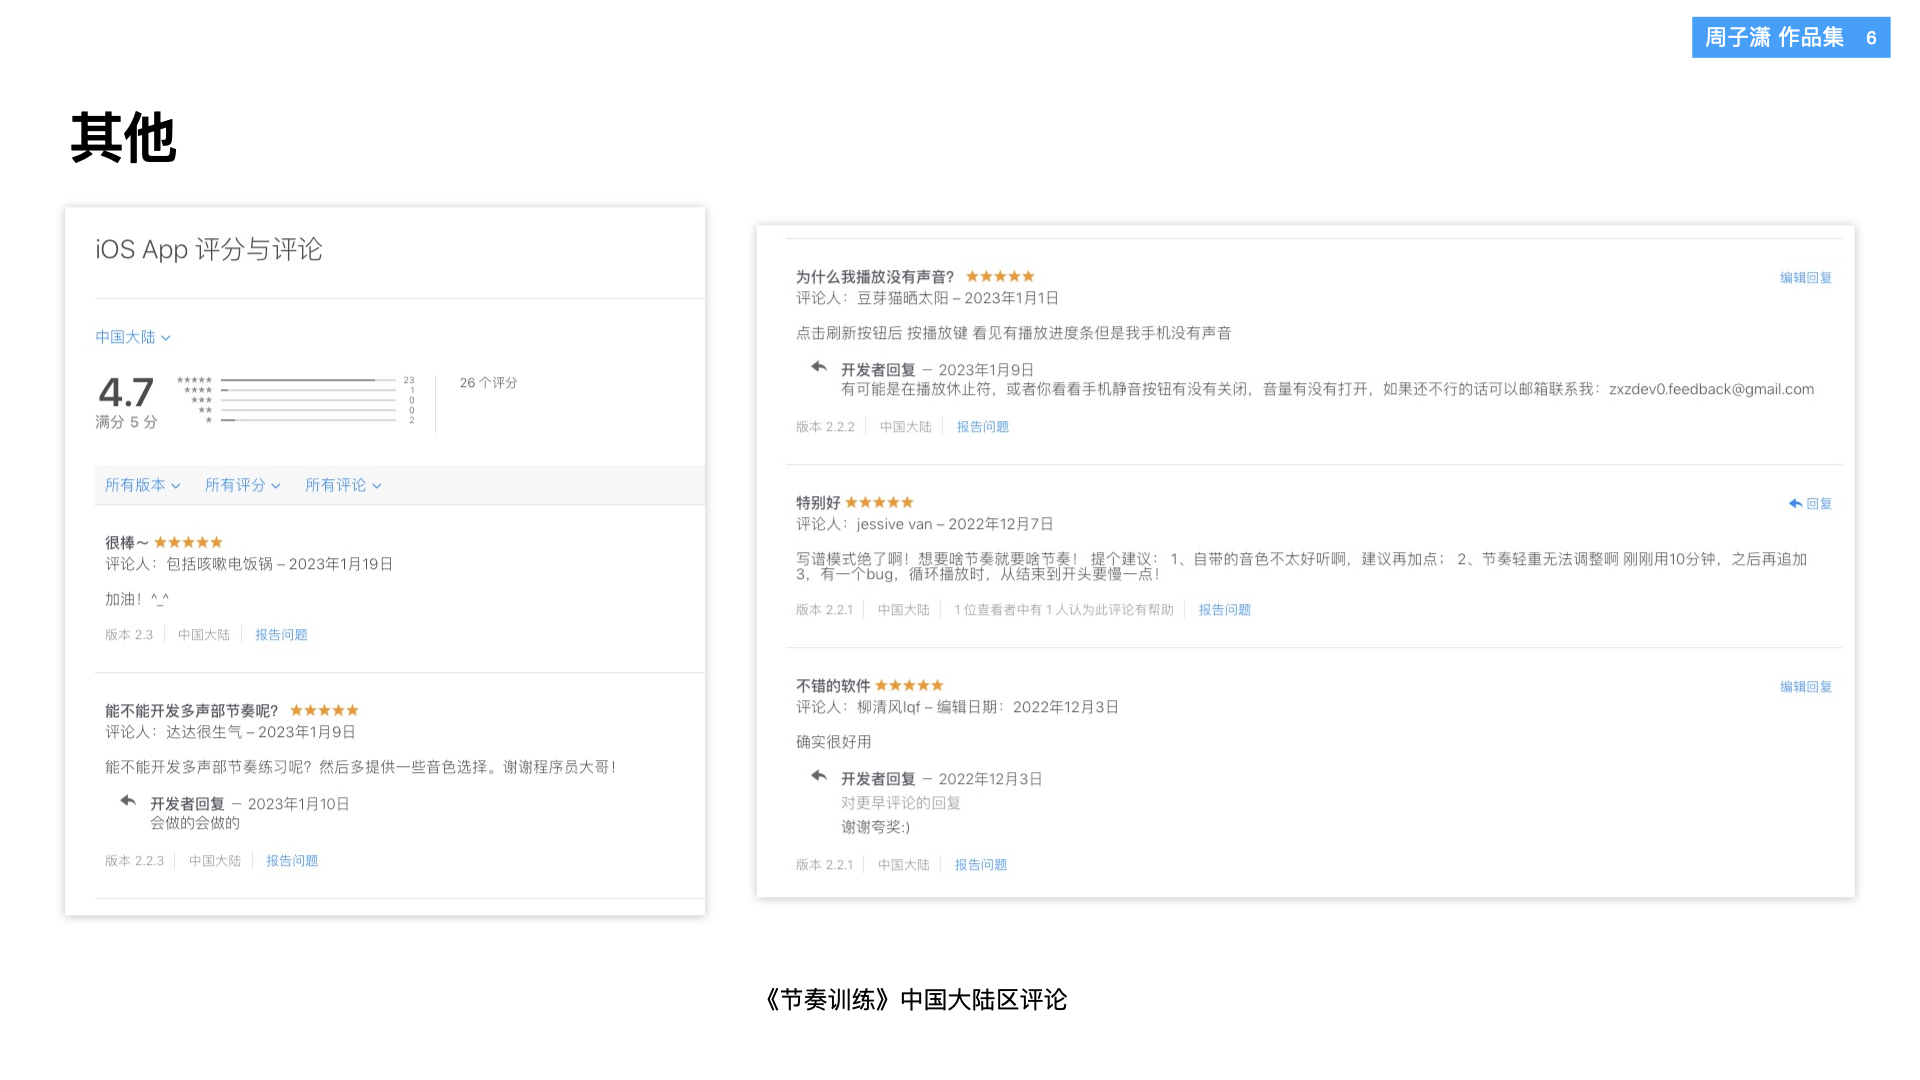 周子潇 作品集 6
其他
iOS App 评分与评论
中国大陆
4.7
满分 5 分
★★★★★ 23
★★★★ 1
★★★ 0
★★ 0
★ 2
26 个评分
所有版本 所有评分 所有评论
很棒~ ★★★★★
评论人：包括咳嗽电饭锅 – 2023年1月19日
加油！^_^
版本 2.3 中国大陆 报告问题
能不能开发多声部节奏呢？ ★★★★★
评论人：达达很生气 – 2023年1月9日
能不能开发多声部节奏练习呢？然后多提供一些音色选择。谢谢程序员大哥！
开发者回复 – 2023年1月10日
会做的会做的
版本 2.2.3 中国大陆 报告问题
为什么我播放没有声音？ ★★★★★ 编辑回复
评论人：豆芽猫晒太阳 – 2023年1月1日
点击刷新按钮后 按播放键 看见有播放进度条但是我手机没有声音
开发者回复 – 2023年1月9日
有可能是在播放休止符，或者你看看手机静音按钮有没有关闭，音量有没有打开，如果还不行的话可以邮箱联系我：zxzdev0.feedback@gmail.com
版本 2.2.2 中国大陆 报告问题
特别好 ★★★★★ 回复
评论人：jessive van – 2022年12月7日
写谱模式绝了啊！想要啥节奏就要啥节奏！ 提个建议： 1、自带的音色不太好听啊，建议再加点； 2、节奏轻重无法调整啊 刚刚用10分钟，之后再追加
3，有一个bug，循环播放时，从结束到开头要慢一点！
版本 2.2.1 中国大陆 1 位查看者中有 1 人认为此评论有帮助 报告问题
不错的软件 ★★★★★ 编辑回复
评论人：柳清风lqf – 编辑日期：2022年12月3日
确实很好用
开发者回复 – 2022年12月3日
对更早评论的回复
谢谢夸奖:)
版本 2.2.1 中国大陆 报告问题
《节奏训练》中国大陆区评论